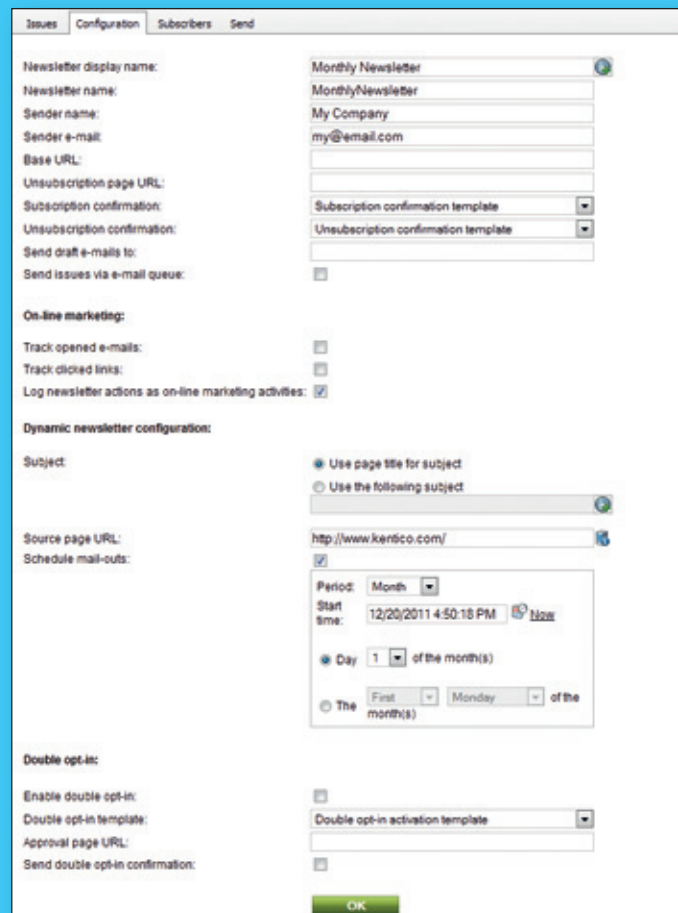 Issues Configuration Subscribers Send
Newsletter display name: Monthly Newsletter
Newsletter name: MonthlyNewsletter
Sender name: My Company
Sender e-mail: my@email.com
Base URL:
Unsubscription page URL:
Subscription confirmation: Subscription confirmation template
Unsubscription confirmation: Unsubscription confirmation template
Send draft e-mails to:
Send issues via e-mail queue:
On-line marketing:
Track opened e-mails:
Track clicked links:
Log newsletter actions as on-line marketing activities:
Dynamic newsletter configuration:
Subject: Use page title for subject
Use the following subject
Source page URL: http://www.kentico.com/
Schedule mail-outs:
Period: Month
Start time: 12/20/2011 4:50:18 PM Now
Day 1 of the month(s)
The First Monday of the month(s)
Double opt-in:
Enable double opt-in:
Double opt-in template: Double opt-in activation template
Approval page URL:
Send double opt-in confirmation:
OK